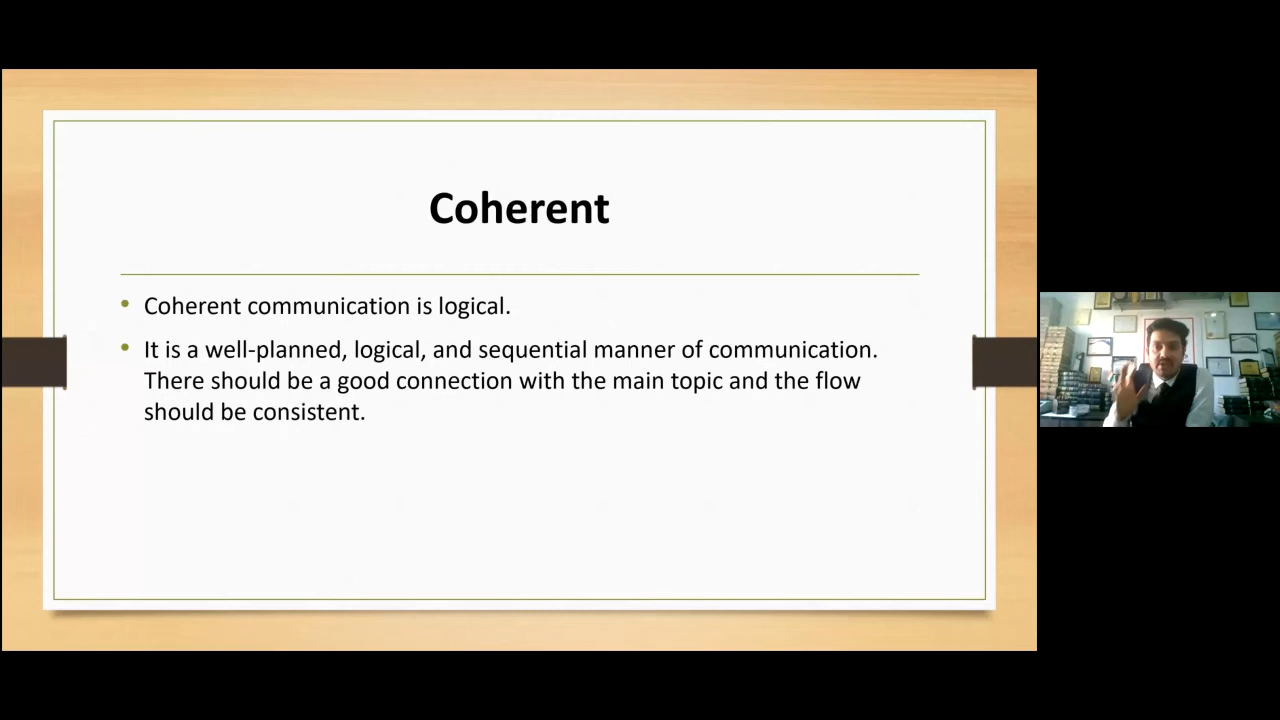 Coherent
Coherent communication is logical.
It is a well-planned, logical, and sequential manner of communication.
There should be a good connection with the main topic and the flow
should be consistent.